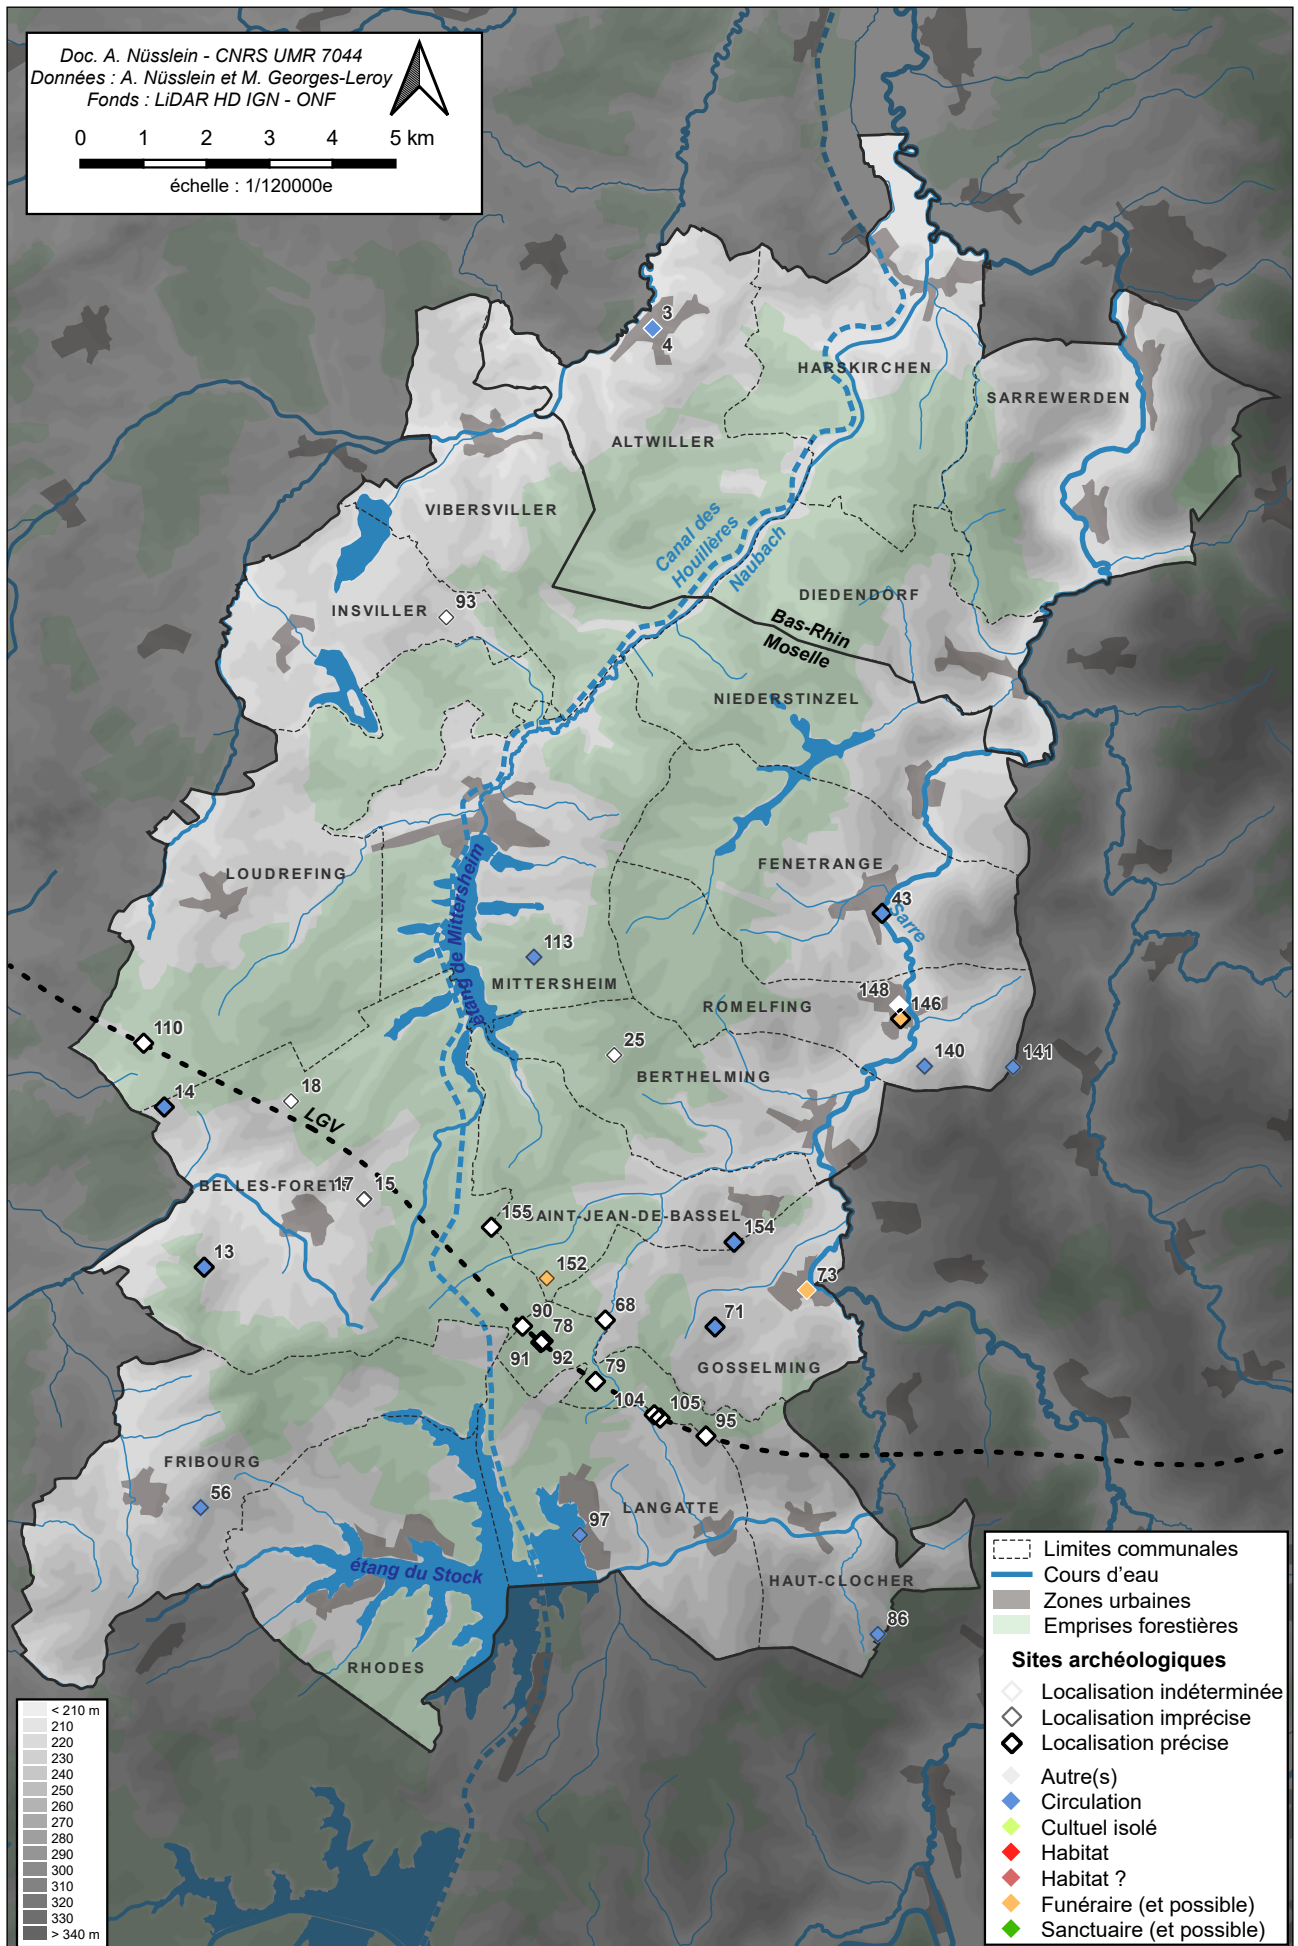 Doc. A. Nüsslein - CNRS UMR 7044
Données : A. Nüsslein et M. Georges-Leroy
Fonds : LiDAR HD IGN - ONF
0 1 2 3 4 5 km
échelle : 1/120000e
3
4
HARSKIRCHEN
SARREWERDEN
ALTWILLER
VIBERSVILLER
Canal des
Houillères
Naubach
INSVILLER
93
DIEDENDORF
Bas-Rhin
Moselle
NIEDERSTINZEL
LOUDREFING
FENETRANGE
étang de Mittersheim
43
Sarre
113
MITTERSHEIM
148
146
ROMELFING
110
25
140
141
BERTHELMING
14
18
LGV
BELLES-FORET
17
15
155
SAINT-JEAN-DE-BASSEL
154
13
152
73
90
78
68
71
91
92
79
GOSSELMING
104
105
95
FRIBOURG
56
97
LANGATTE
étang du Stock
HAUT-CLOCHER
86
RHODES
Limites communales
Cours d'eau
Zones urbaines
Emprises forestières
Sites archéologiques
Localisation indéterminée
Localisation imprécise
Localisation précise
Autre(s)
Circulation
Cultuel isolé
Habitat
Habitat ?
Funéraire (et possible)
Sanctuaire (et possible)
< 210 m
210
220
230
240
250
260
270
280
290
300
310
320
330
> 340 m